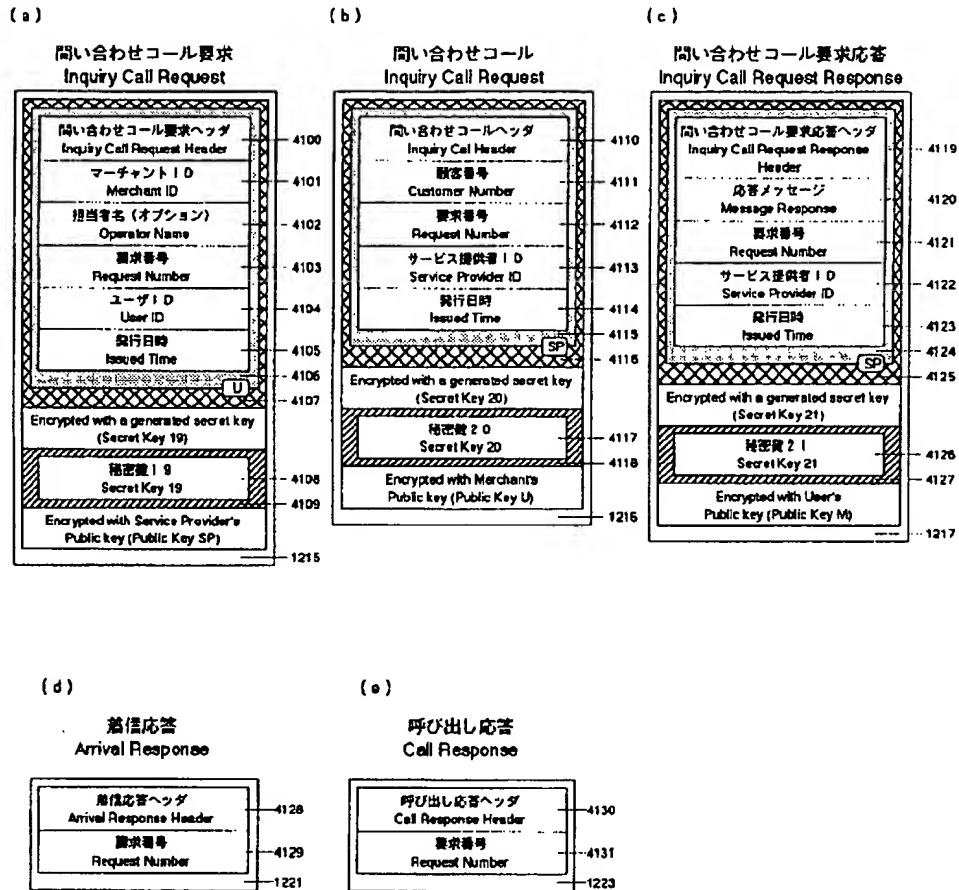 (a)
問い合わせコール要求
Inquiry Call Request
問い合わせコール要求ヘッダ
Inquiry Call Request Header
4100
マーチャントID
Merchant ID
4101
担当者名（オプション）
Operator Name
4102
要求番号
Request Number
4103
ユーザID
User ID
4104
発行日時
Issued Time
4105
4106
U
4107
Encrypted with a generated secret key
(Secret Key 19)
秘密鍵19
Secret Key 19
4108
4109
Encrypted with Service Provider's
Public key (Public Key SP)
1215
(b)
問い合わせコール
Inquiry Call Request
問い合わせコールヘッダ
Inquiry Cal Header
4110
顧客番号
Customer Number
4111
要求番号
Request Number
4112
サービス提供者ID
Service Provider ID
4113
発行日時
Issued Time
4114
4115
SP
4116
Encrypted with a generated secret key
(Secret Key 20)
秘密鍵20
Secret Key 20
4117
4118
Encrypted with Merchant's
Public key (Public Key U)
1216
(c)
問い合わせコール要求応答
Inquiry Call Request Response
問い合わせコール要求応答ヘッダ
Inquiry Call Request Response
Header
4119
応答メッセージ
Message Response
4120
要求番号
Request Number
4121
サービス提供者ID
Service Provider ID
4122
発行日時
Issued Time
4123
4124
SP
4125
Encrypted with a generated secret key
(Secret Key 21)
秘密鍵21
Secret Key 21
4126
4127
Encrypted with User's
Public key (Public Key M)
1217
(d)
着信応答
Arrival Response
着信応答ヘッダ
Arrival Response Header
4128
要求番号
Request Number
4129
1221
(e)
呼び出し応答
Call Response
呼び出し応答ヘッダ
Call Response Header
4130
要求番号
Request Number
4131
1223